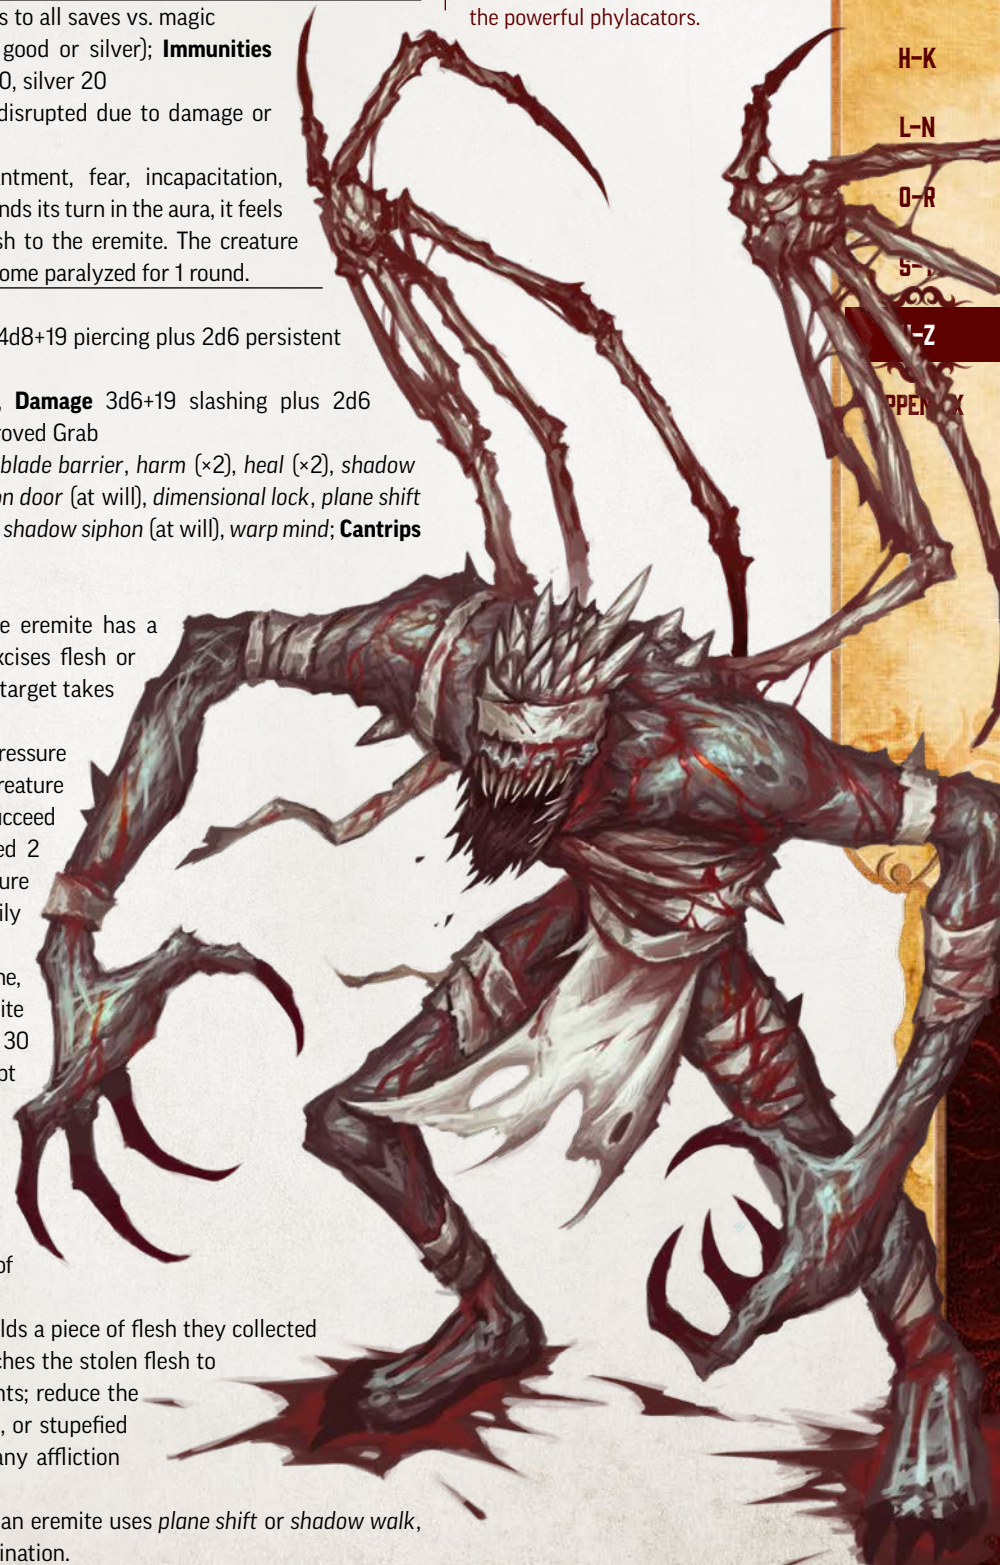 s to all saves vs. magic
good or silver); Immunities
0, silver 20
disrupted due to damage or
ntment, fear, incapacitation,
nds its turn in the aura, it feels
sh to the eremite. The creature
ome paralyzed for 1 round.
4d8+19 piercing plus 2d6 persistent
, Damage 3d6+19 slashing plus 2d6
roved Grab
blade barrier, harm (×2), heal (×2), shadow
on door (at will), dimensional lock, plane shift
shadow siphon (at will), warp mind; Cantrips
e eremite has a
xcises flesh or
target takes
ressure
reature
ucceed
ed 2
ure
ily
ne,
ite
30
pt
of
lds a piece of flesh they collected
ches the stolen flesh to
nts; reduce the
, or stupefied
any affliction
an eremite uses plane shift or shadow walk,
ination.
the powerful phylacators.
H–K
L–N
O–R
S–
–Z
PPEN X